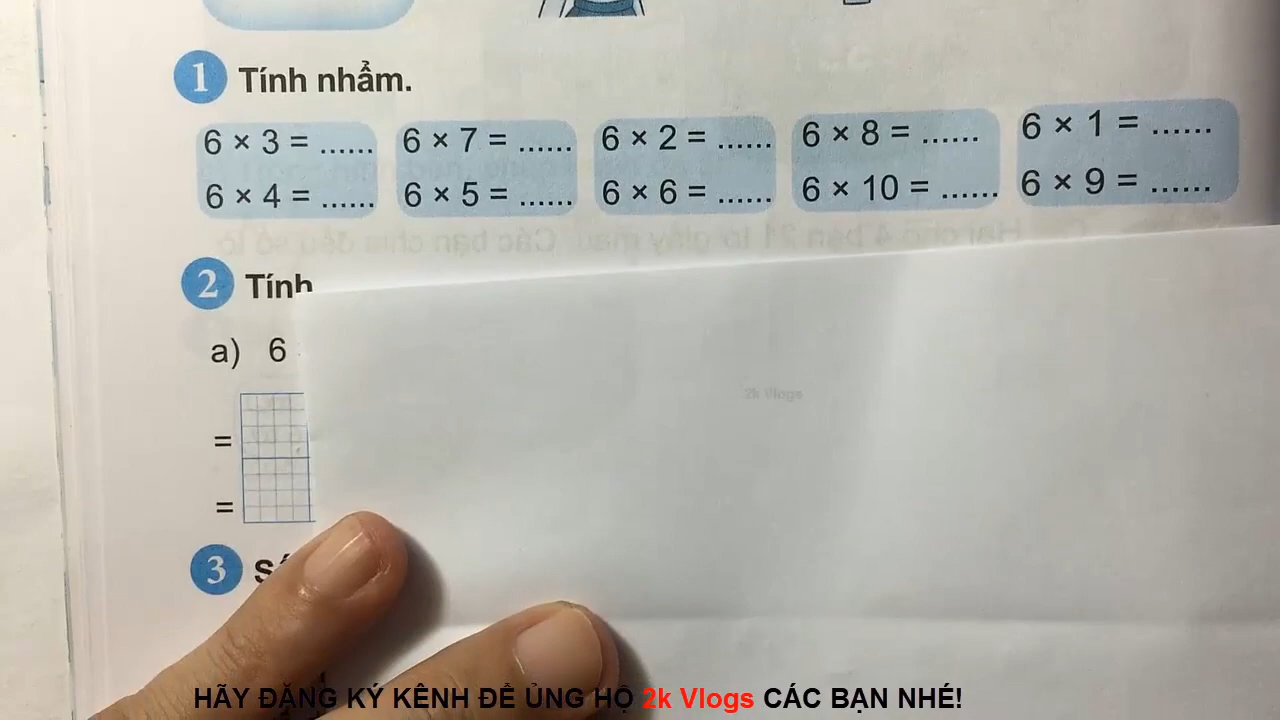 1 Tính nhẩm.
6 × 3 = ...... 6 × 7 = ...... 6 × 2 = ...... 6 × 8 = ...... 6 × 1 = ......
6 × 4 = ...... 6 × 5 = ...... 6 × 6 = ...... 6 × 10 = ...... 6 × 9 = ......
2 Tính
a) 6
2k Vlogs
=
=
3
HÃY ĐĂNG KÝ KÊNH ĐỂ ỦNG HỘ 2k Vlogs CÁC BẠN NHÉ!